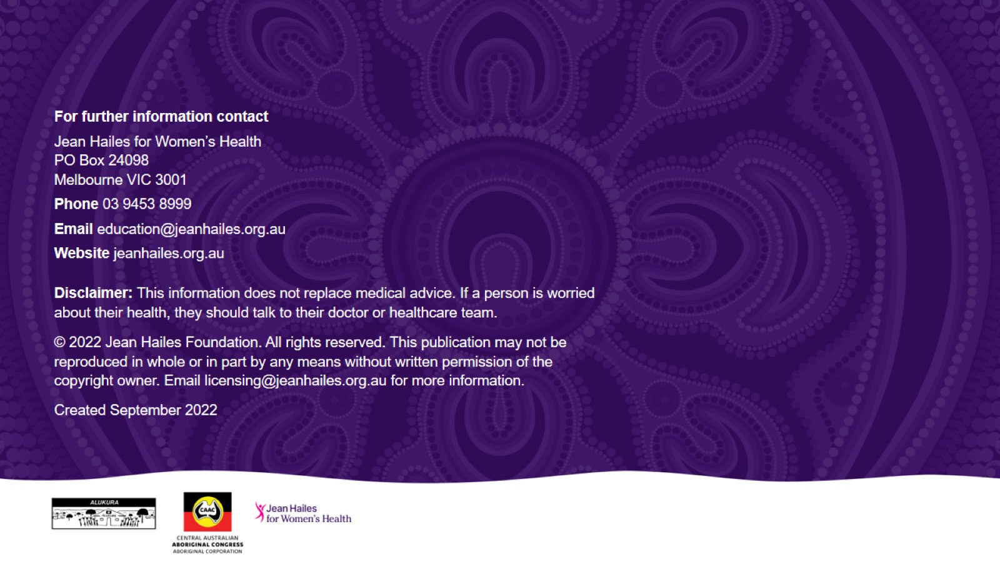 For further information contact
Jean Hailes for Women’s Health
PO Box 24098
Melbourne VIC 3001
Phone 03 9453 8999
Email education@jeanhailes.org.au
Website jeanhailes.org.au
Disclaimer: This information does not replace medical advice. If a person is worried
about their health, they should talk to their doctor or healthcare team.
© 2022 Jean Hailes Foundation. All rights reserved. This publication may not be
reproduced in whole or in part by any means without written permission of the
copyright owner. Email licensing@jeanhailes.org.au for more information.
Created September 2022
ALUKURA
ALUKURA
CAAC
CENTRAL AUSTRALIAN
ABORIGINAL CONGRESS
ABORIGINAL CORPORATION
Jean Hailes
for Women’s Health